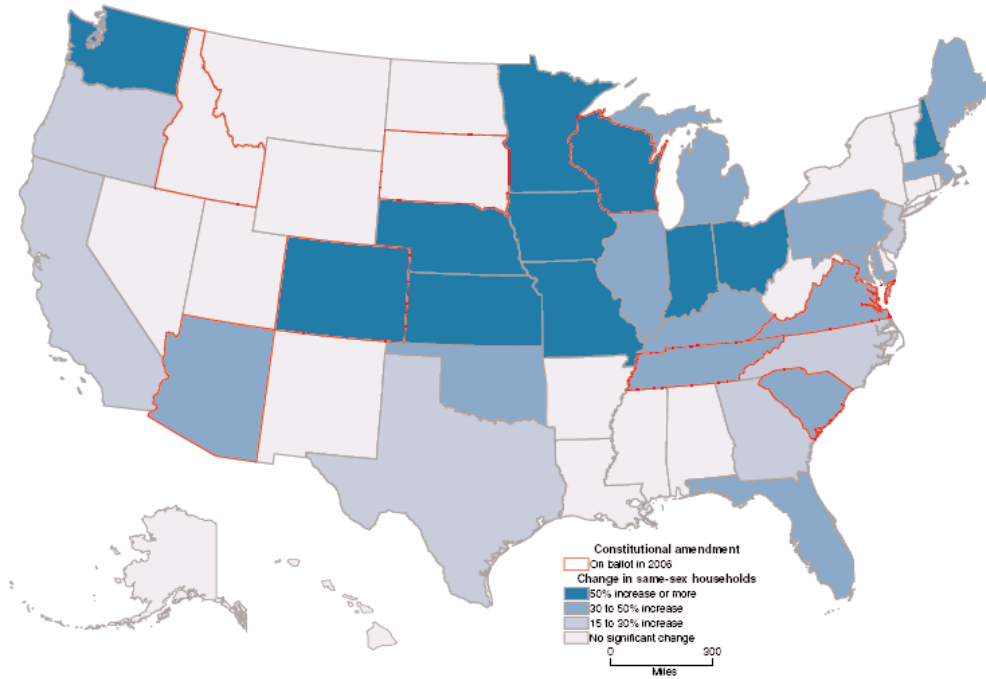 Constitutional amendment
On ballot in 2006
Change in same-sex households
50% increase or more
30 to 50% increase
15 to 30% increase
No significant change
0 300
Miles